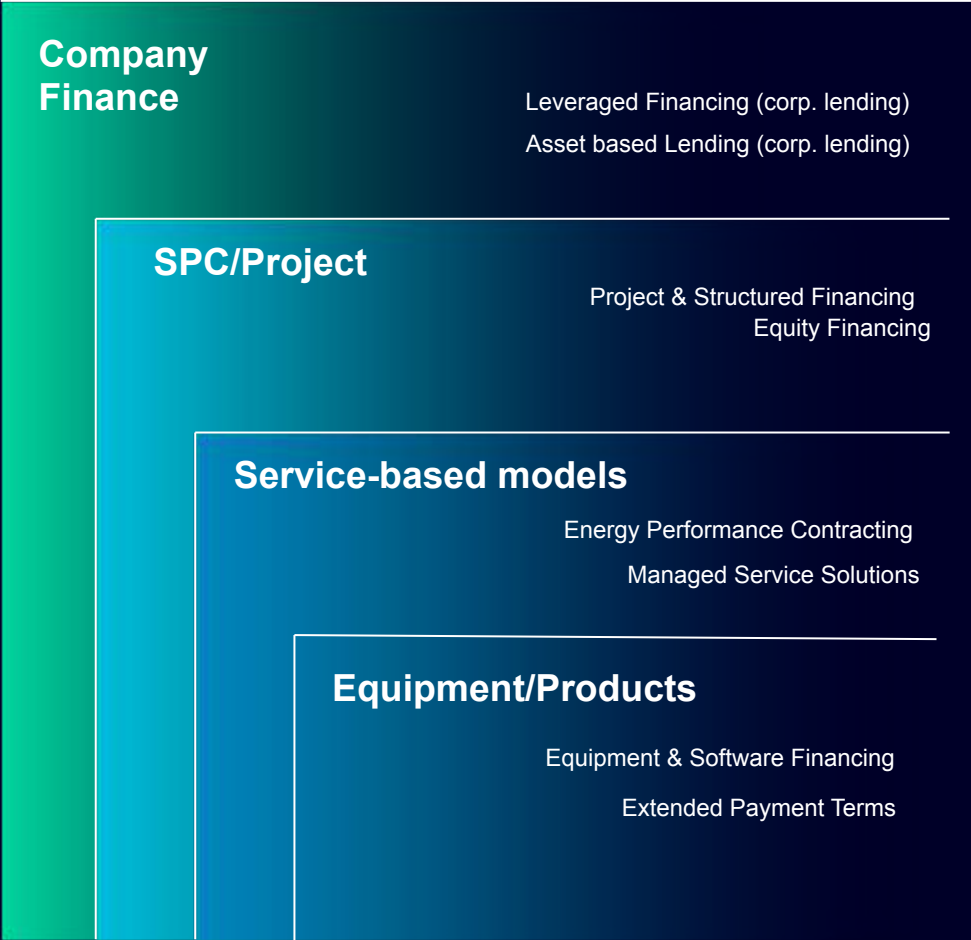 Company
Finance
Leveraged Financing (corp. lending)
Asset based Lending (corp. lending)
SPC/Project
Project & Structured Financing
Equity Financing
Service-based models
Energy Performance Contracting
Managed Service Solutions
Equipment/Products
Equipment & Software Financing
Extended Payment Terms